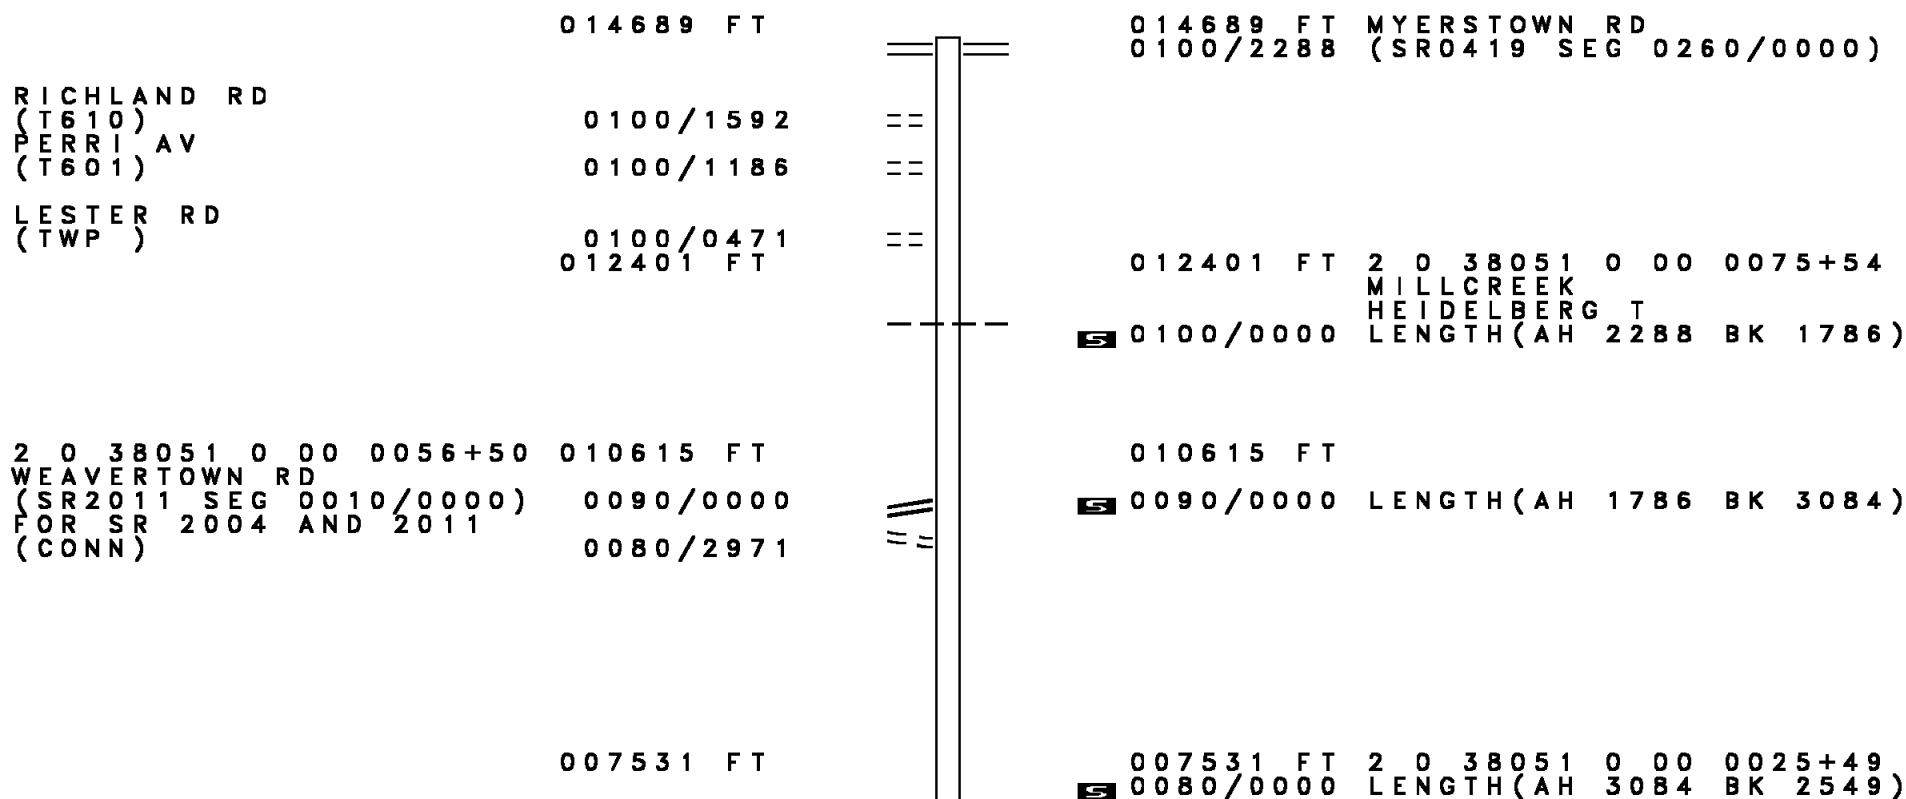 014689 FT 014689 FT MYERSTOWN RD
0100/2288 (SR0419 SEG 0260/0000)
RICHLAND RD
(T610) 0100/1592
PERRI AV
(T601) 0100/1186
LESTER RD
(TWP ) 0100/0471
012401 FT 012401 FT 2 0 38051 0 00 0075+54
MILLCREEK
HEIDELBERG T
S 0100/0000 LENGTH(AH 2288 BK 1786)
2 0 38051 0 00 0056+50 010615 FT 010615 FT
WEAVERTOWN RD
(SR2011 SEG 0010/0000) 0090/0000 S 0090/0000 LENGTH(AH 1786 BK 3084)
FOR SR 2004 AND 2011
(CONN) 0080/2971
007531 FT 007531 FT 2 0 38051 0 00 0025+49
S 0080/0000 LENGTH(AH 3084 BK 2549)